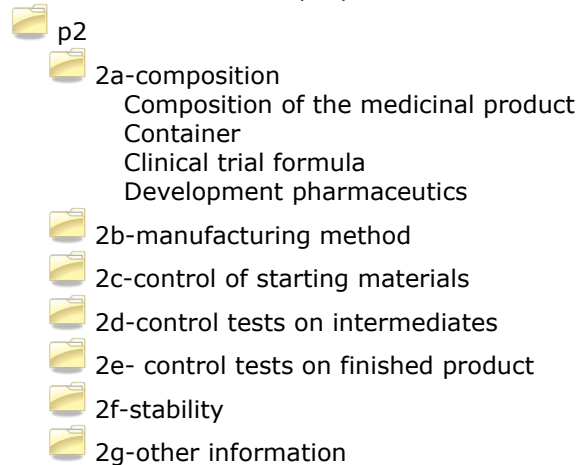 p2
2a-composition
Composition of the medicinal product
Container
Clinical trial formula
Development pharmaceutics
2b-manufacturing method
2c-control of starting materials
2d-control tests on intermediates
2e- control tests on finished product
2f-stability
2g-other information